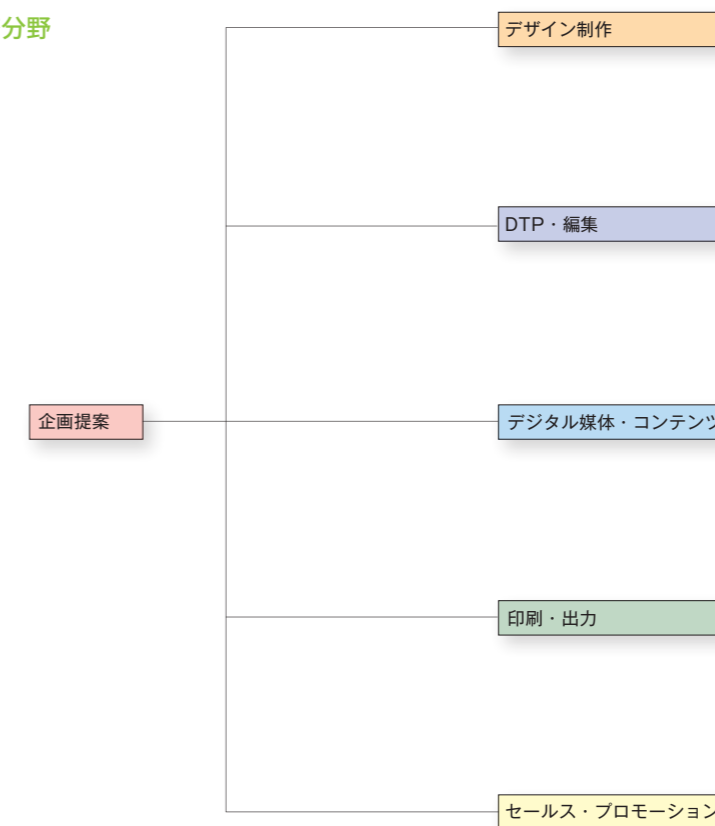 分野
デザイン制作
DTP・編集
企画提案
デジタル媒体・コンテンツ
印刷・出力
セールス・プロモーション